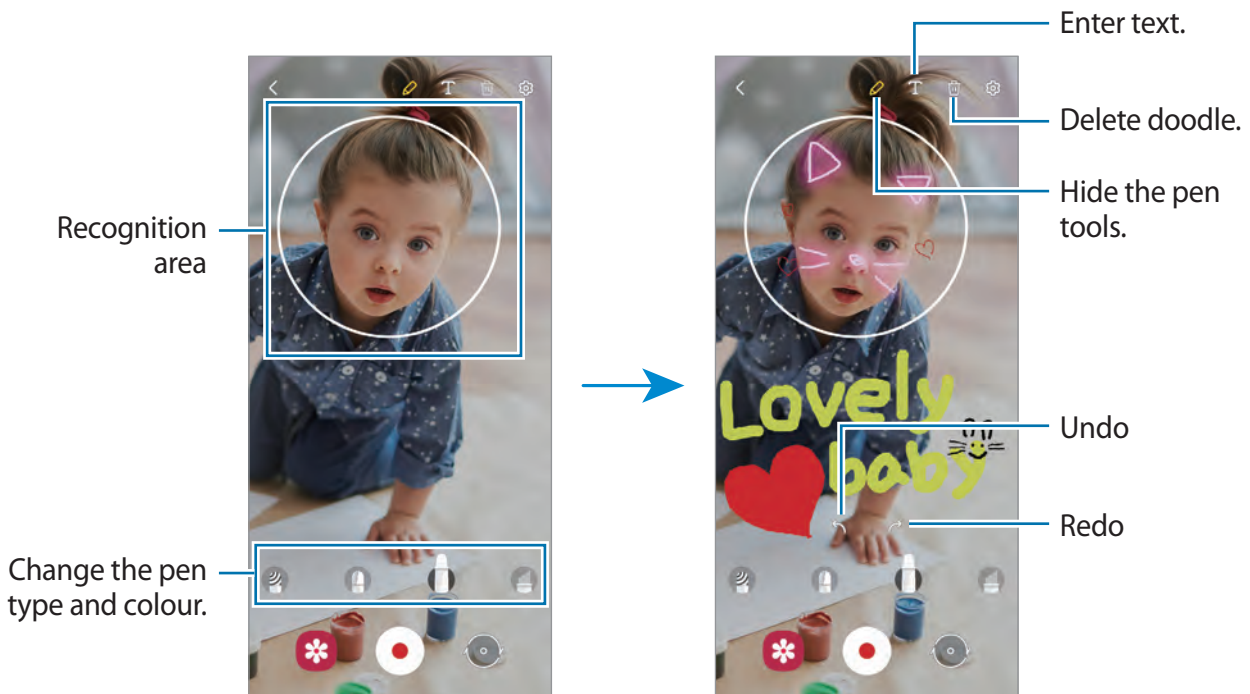 Enter text.
Delete doodle.
Hide the pen
tools.
Recognition
area
T
T
Lovely
baby
Undo
Redo
Change the pen
type and colour.